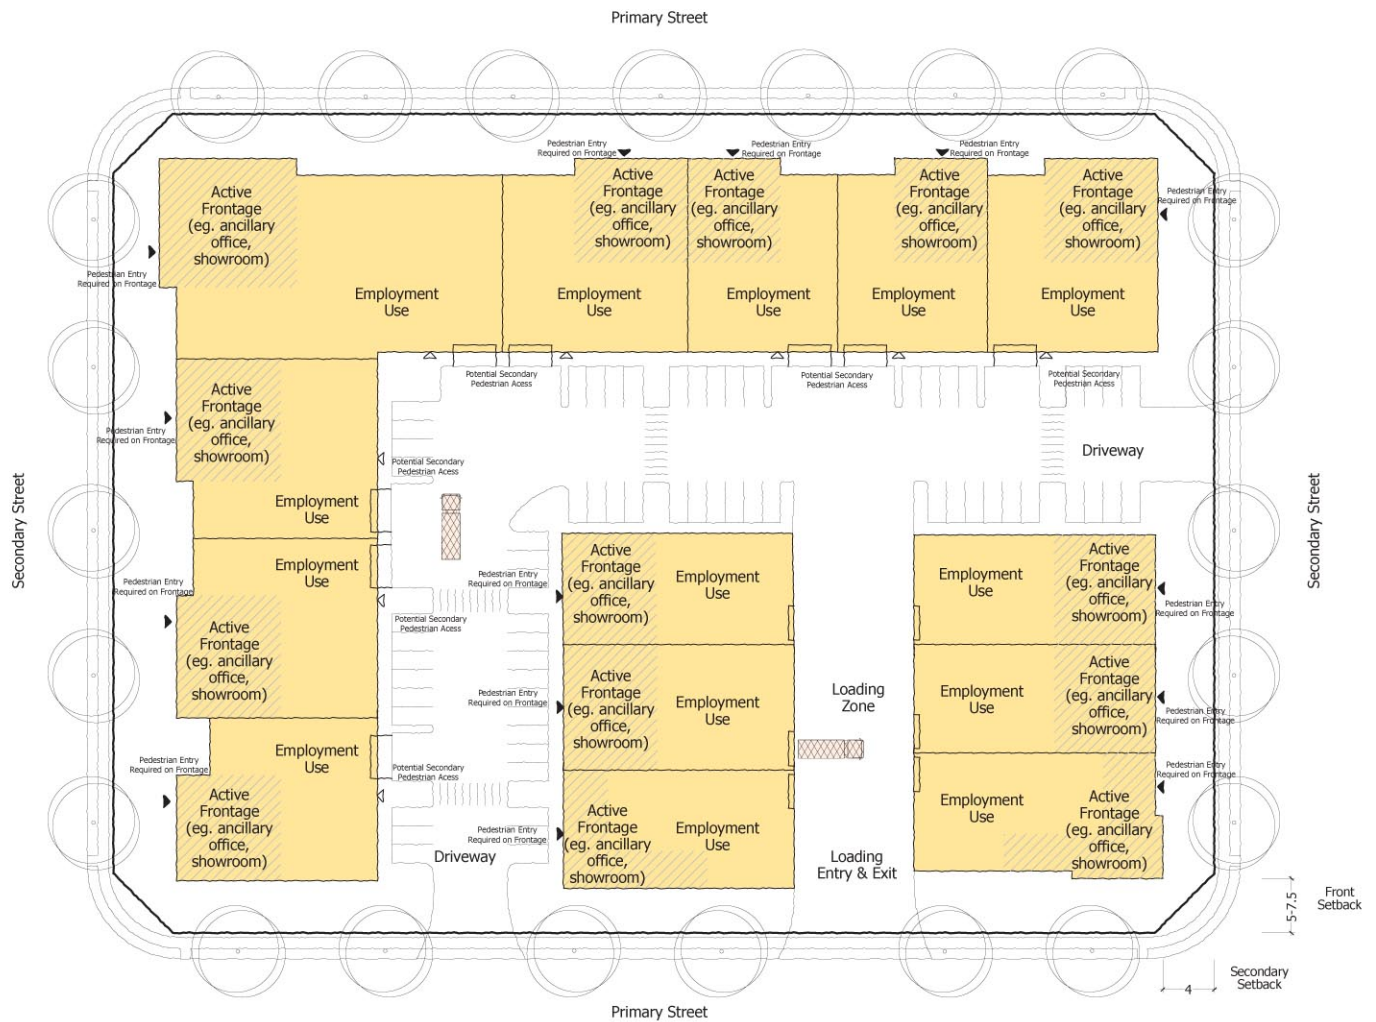 Primary Street
Pedestrian Entry
Required on Frontage
Pedestrian Entry
Required on Frontage
Pedestrian Entry
Required on Frontage
Active
Frontage
(eg. ancillary
office,
showroom)
Active
Frontage
(eg. ancillary
office,
showroom)
Active
Frontage
(eg. ancillary
office,
showroom)
Active
Frontage
(eg. ancillary
office,
showroom)
Active
Frontage
(eg. ancillary
office,
showroom)
Pedestrian Entry
Required on Frontage
Pedestrian Entry
Required on Frontage
Employment
Use
Employment
Use
Employment
Use
Employment
Use
Employment
Use
Potential Secondary
Pedestrian Acess
Potential Secondary
Pedestrian Acess
Potential Secondary
Pedestrian Acess
Active
Frontage
(eg. ancillary
office,
showroom)
Pedestrian Entry
Required on Frontage
Potential Secondary
Pedestrian Acess
Driveway
Employment
Use
Secondary Street
Secondary Street
Employment
Use
Pedestrian Entry
Required on Frontage
Active
Frontage
(eg. ancillary
office,
showroom)
Potential Secondary
Pedestrian Acess
Pedestrian Entry
Required on Frontage
Active
Frontage
(eg. ancillary
office,
showroom)
Employment
Use
Employment
Use
Active
Frontage
(eg. ancillary
office,
showroom)
Pedestrian Entry
Required on Frontage
Pedestrian Entry
Required on Frontage
Active
Frontage
(eg. ancillary
office,
showroom)
Employment
Use
Loading
Zone
Employment
Use
Active
Frontage
(eg. ancillary
office,
showroom)
Pedestrian Entry
Required on Frontage
Pedestrian Entry
Required on Frontage
Employment
Use
Active
Frontage
(eg. ancillary
office,
showroom)
Potential Secondary
Pedestrian Acess
Pedestrian Entry
Required on Frontage
Driveway
Active
Frontage
(eg. ancillary
office,
showroom)
Employment
Use
Loading
Entry & Exit
Employment
Use
Active
Frontage
(eg. ancillary
office,
showroom)
Pedestrian Entry
Required on Frontage
5-7.5
Front
Setback
Secondary
Setback
4
Primary Street